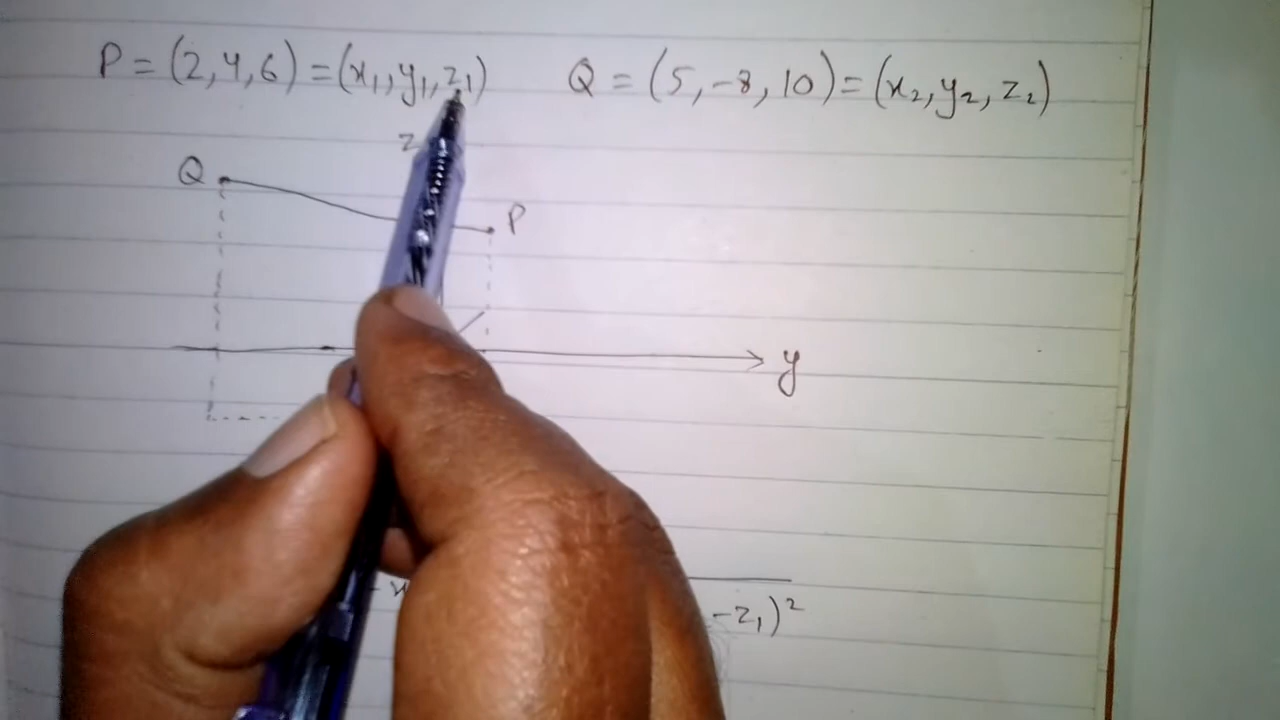 P = (2,4,6) = (x₁,y₁,z₁) Q = (5,-8,10) = (x₂,y₂,z₂)
z
Q
P
y
-z₁)²